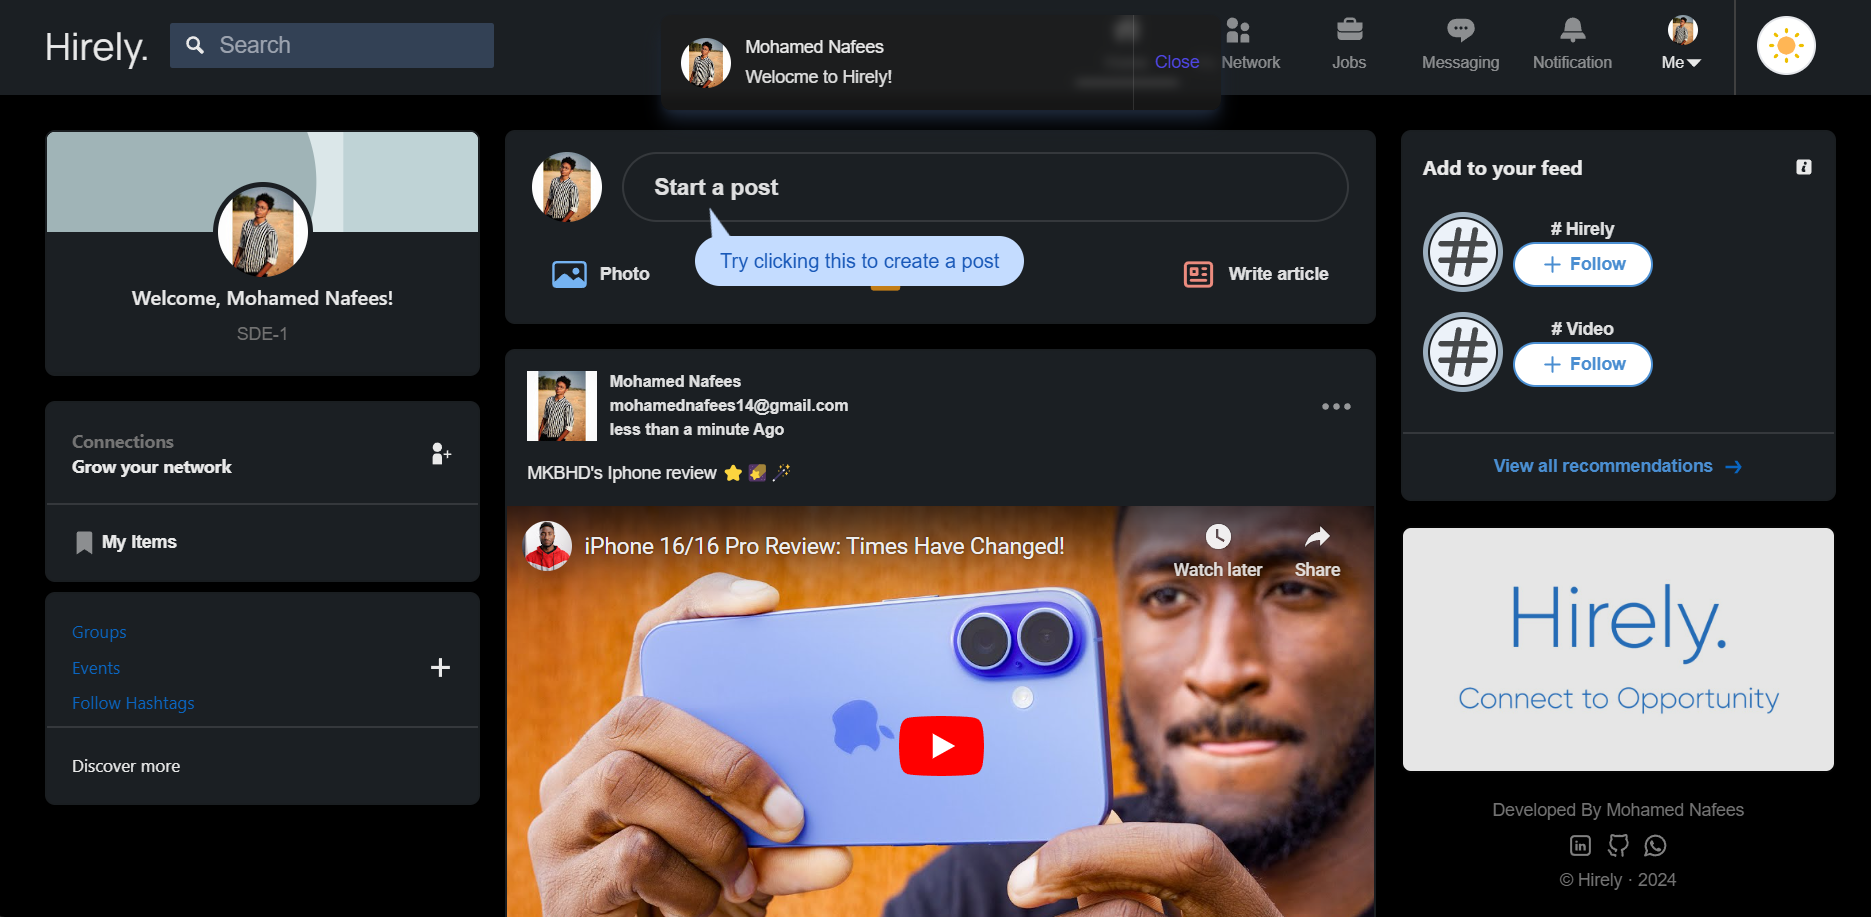 Hirely.
Search
Mohamed Nafees
Welocme to Hirely!
Close
Network
Jobs
Messaging
Notification
Me
Welcome, Mohamed Nafees!
SDE-1
Connections
Grow your network
My Items
Groups
Events
Follow Hashtags
Discover more
Start a post
Try clicking this to create a post
Photo
Write article
Mohamed Nafees
mohamednafees14@gmail.com
less than a minute Ago
MKBHD's Iphone review ⭐🌠🪄
iPhone 16/16 Pro Review: Times Have Changed!
Watch later
Share
Add to your feed
# Hirely
+ Follow
# Video
+ Follow
View all recommendations →
Hirely.
Connect to Opportunity
Developed By Mohamed Nafees
© Hirely · 2024